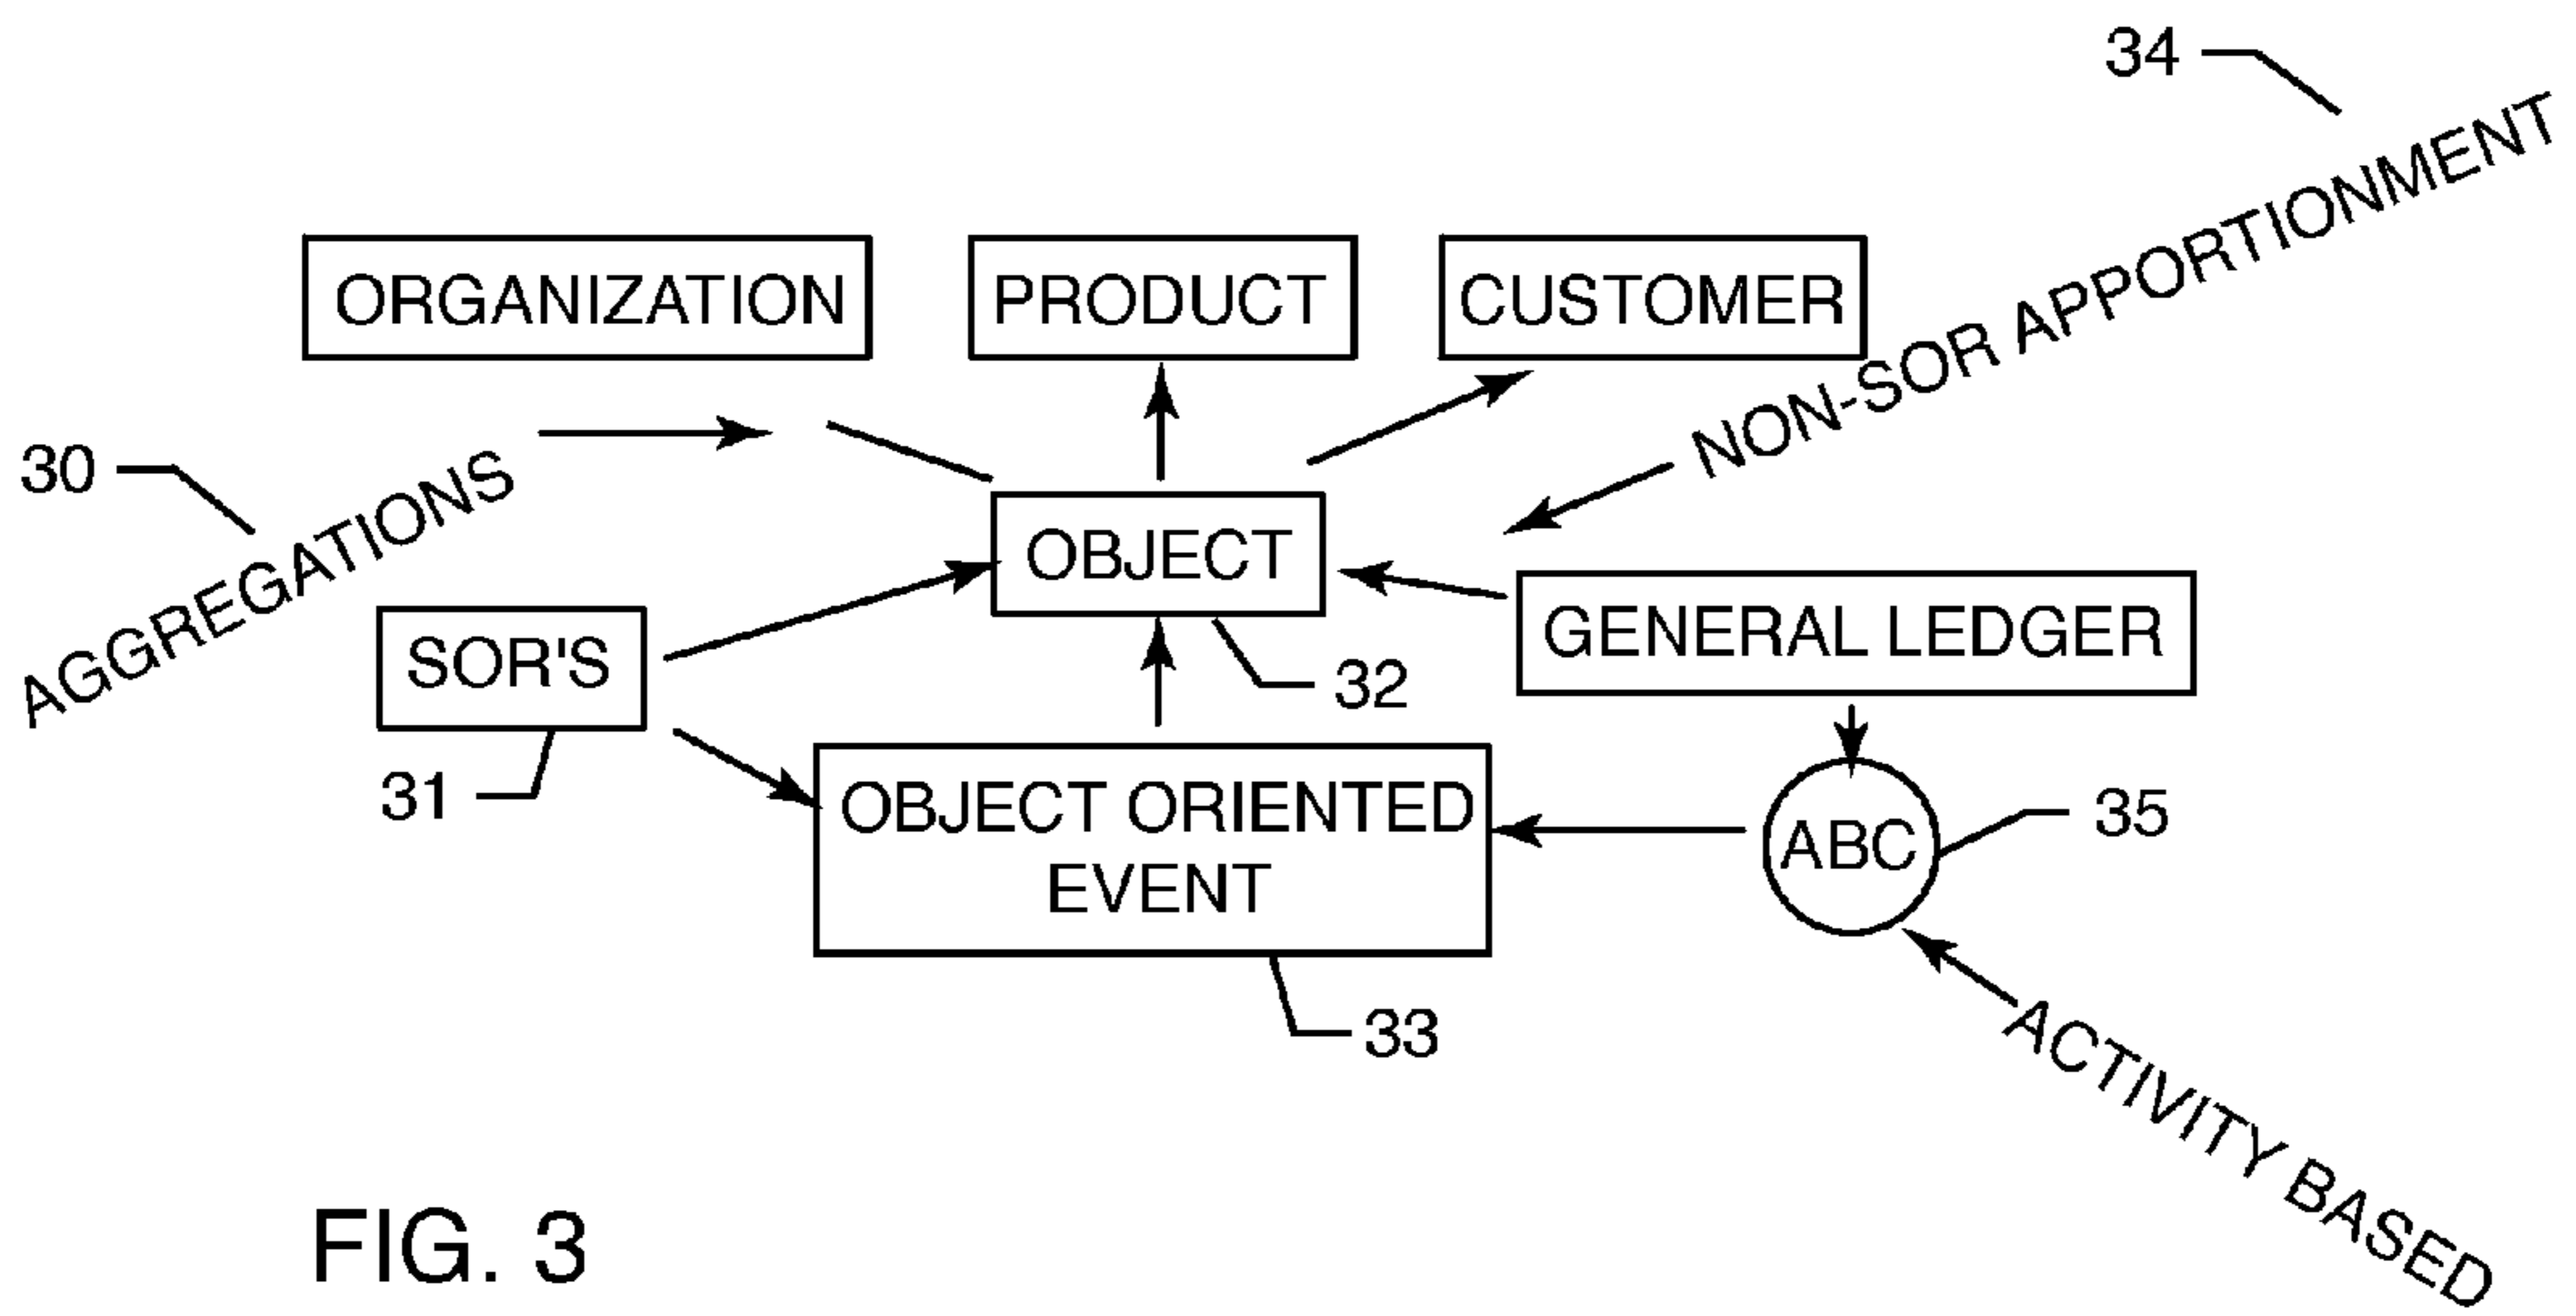 34
NON-SOR APPORTIONMENT
ORGANIZATION
PRODUCT
CUSTOMER
30
AGGREGATIONS
OBJECT
SOR'S
GENERAL LEDGER
32
31
OBJECT ORIENTED
EVENT
ABC
35
33
ACTIVITY BASED
FIG. 3